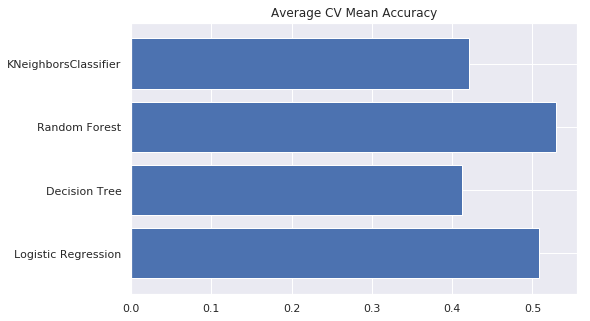 Average CV Mean Accuracy
KNeighborsClassifier
Random Forest
Decision Tree
Logistic Regression
0.0 0.1 0.2 0.3 0.4 0.5